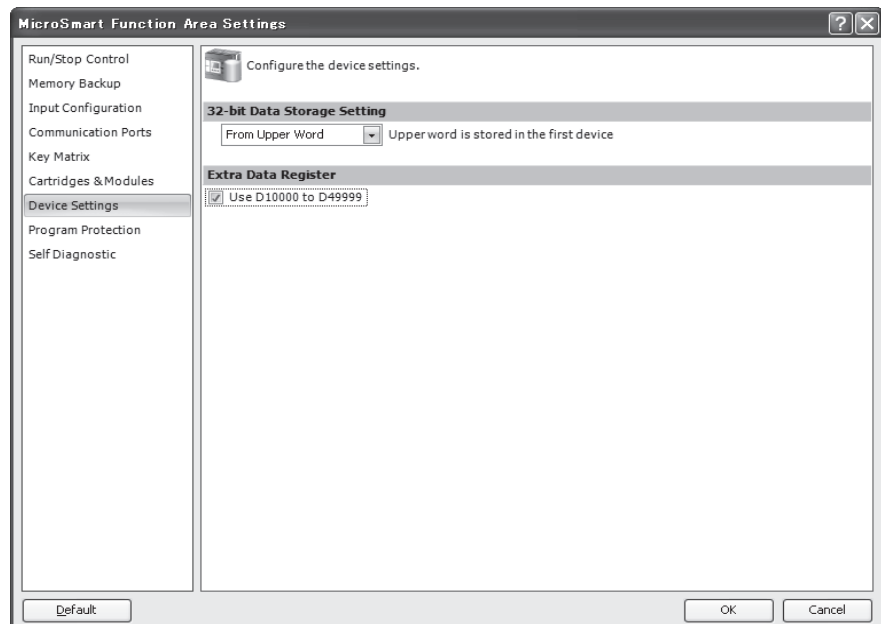 MicroSmart Function Area Settings
Run/Stop Control
Memory Backup
Input Configuration
Communication Ports
Key Matrix
Cartridges & Modules
Device Settings
Program Protection
Self Diagnostic
Configure the device settings.
32-bit Data Storage Setting
From Upper Word Upper word is stored in the first device
Extra Data Register
Use D10000 to D49999
Default OK Cancel